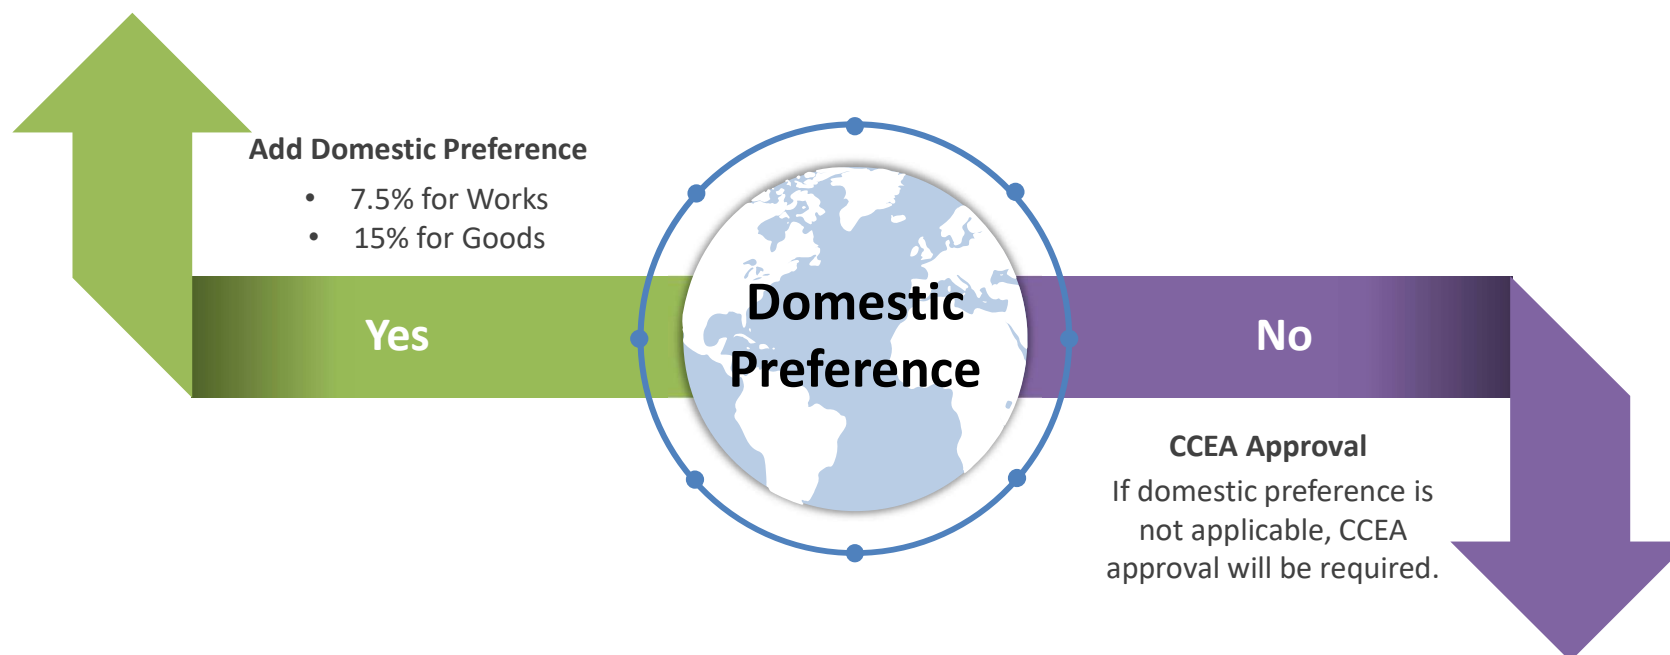 Add Domestic Preference
• 7.5% for Works
• 15% for Goods
Yes
Domestic
Preference
No
CCEA Approval
If domestic preference is
not applicable, CCEA
approval will be required.